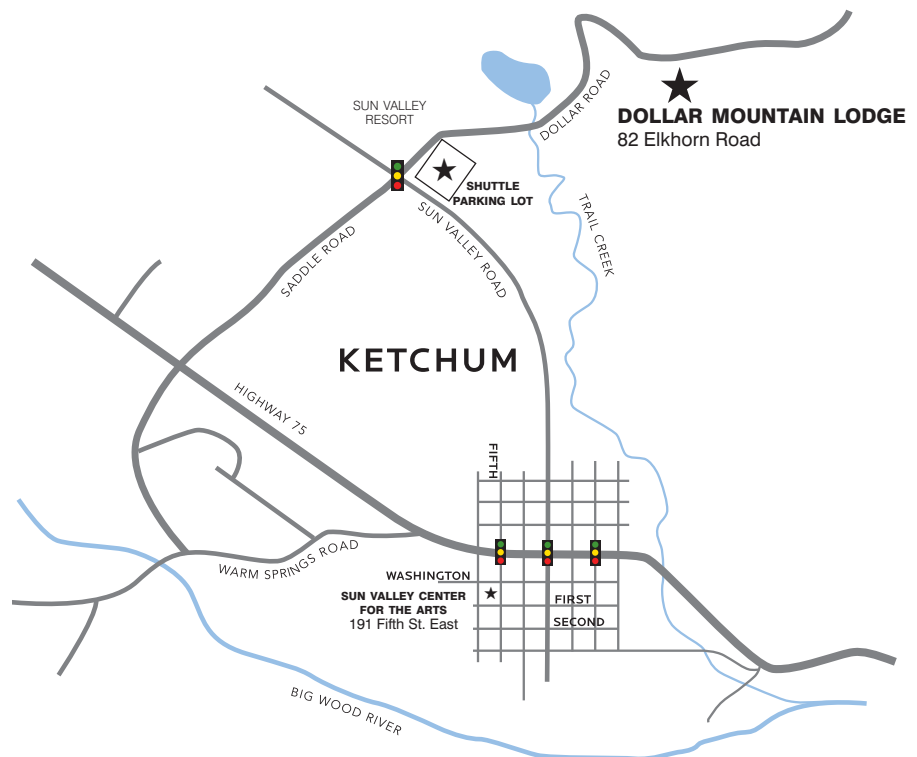 SUN VALLEY
RESORT
DOLLAR ROAD
DOLLAR MOUNTAIN LODGE
82 Elkhorn Road
SHUTTLE
PARKING LOT
SUN VALLEY ROAD
TRAIL CREEK
SADDLE ROAD
KETCHUM
HIGHWAY 75
FIFTH
WARM SPRINGS ROAD
WASHINGTON
SUN VALLEY CENTER
FOR THE ARTS
191 Fifth St. East
FIRST
SECOND
BIG WOOD RIVER